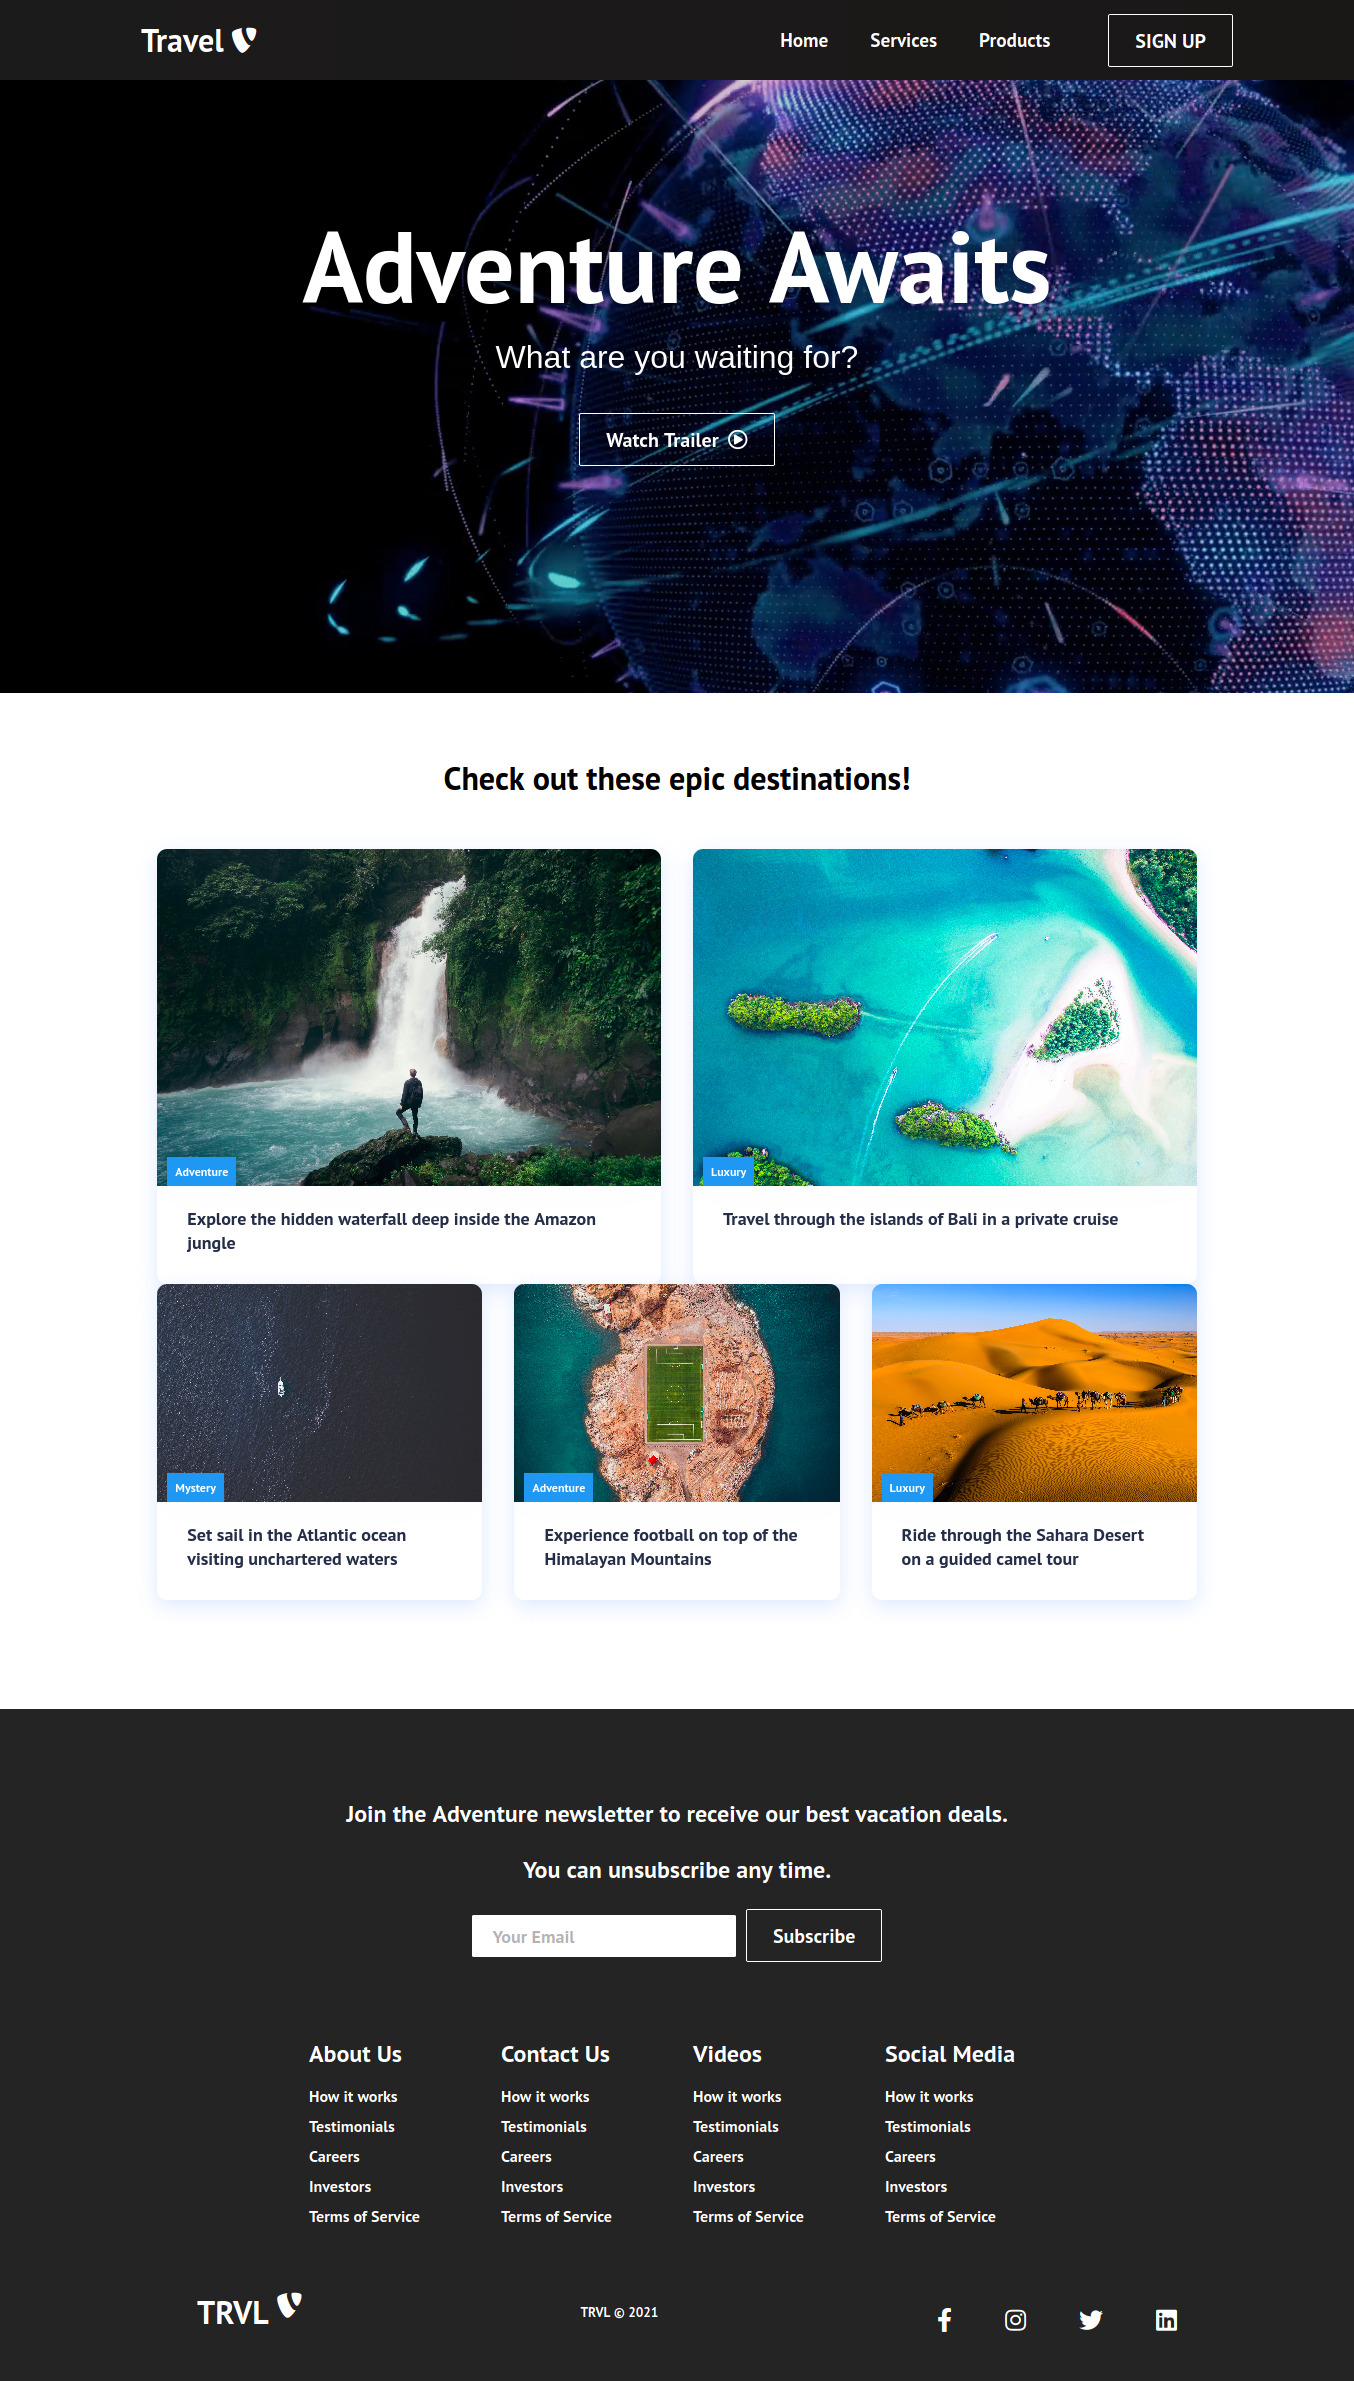 Travel
Home Services Products SIGN UP
Adventure Awaits
What are you waiting for?
Watch Trailer
Check out these epic destinations!
Adventure
Explore the hidden waterfall deep inside the Amazon
jungle
Luxury
Travel through the islands of Bali in a private cruise
Mystery
Set sail in the Atlantic ocean
visiting unchartered waters
Adventure
Experience football on top of the
Himalayan Mountains
Luxury
Ride through the Sahara Desert
on a guided camel tour
Join the Adventure newsletter to receive our best vacation deals.
You can unsubscribe any time.
Your Email
Subscribe
About Us
How it works
Testimonials
Careers
Investors
Terms of Service
Contact Us
How it works
Testimonials
Careers
Investors
Terms of Service
Videos
How it works
Testimonials
Careers
Investors
Terms of Service
Social Media
How it works
Testimonials
Careers
Investors
Terms of Service
TRVL
TRVL © 2021